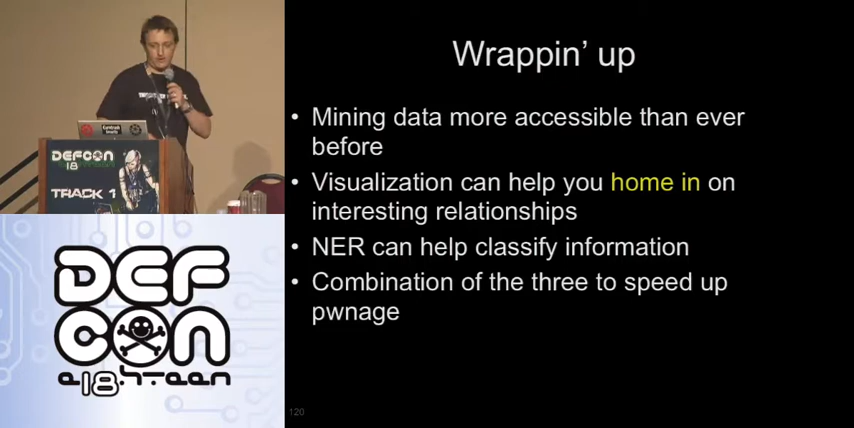 Wrappin' up
• Mining data more accessible than ever
before
• Visualization can help you home in on
interesting relationships
• NER can help classify information
• Combination of the three to speed up
pwnage
120
DEFCON
18
TRACK 1
DEF
CON
e18hteen